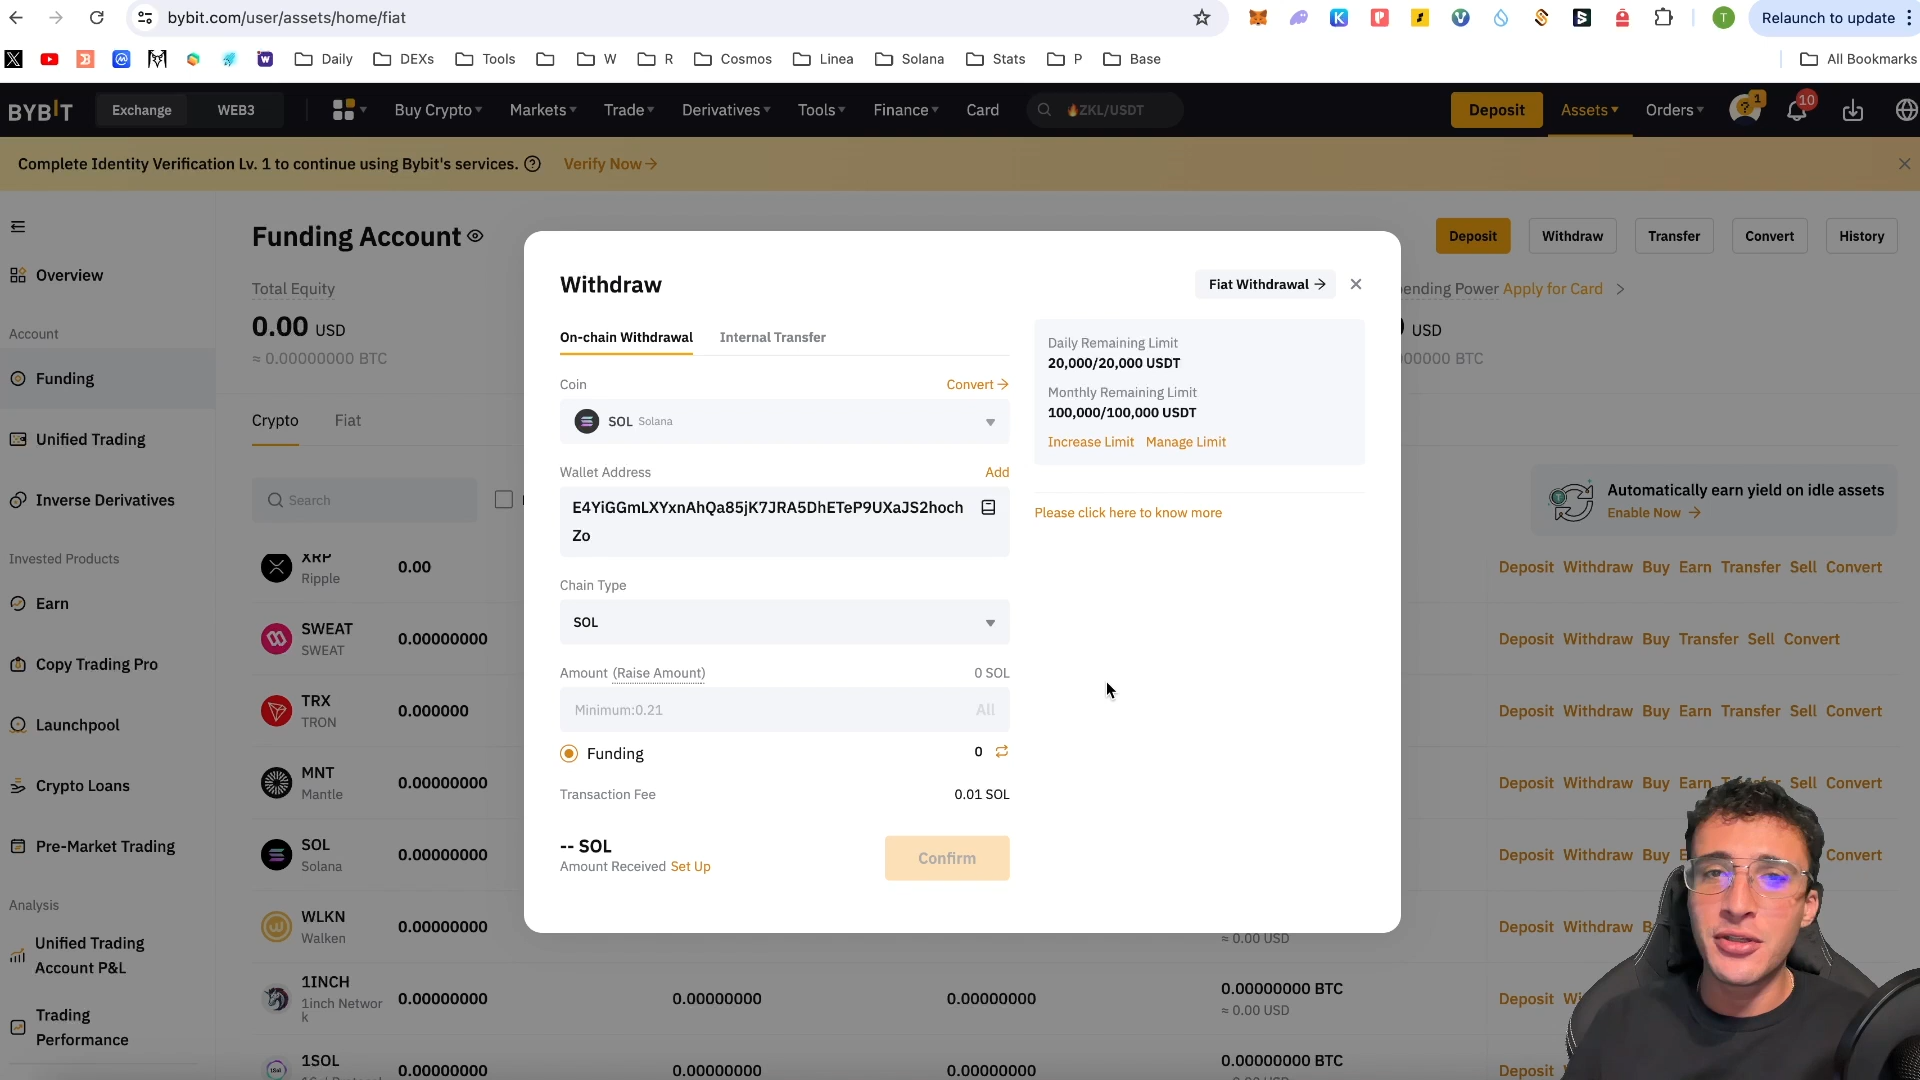 bybit.com/user/assets/home/fiat
Relaunch to update
Daily
DEXs
Tools
W
R
Cosmos
Linea
Solana
Stats
P
Base
All Bookmarks
BYBIT
Exchange
WEB3
Buy Crypto
Markets
Trade
Derivatives
Tools
Finance
Card
ZKL/USDT
Deposit
Assets
Orders
1
10
Complete Identity Verification Lv. 1 to continue using Bybit's services.
Verify Now
Overview
Account
Funding
Unified Trading
Inverse Derivatives
Invested Products
Earn
Copy Trading Pro
Launchpool
Crypto Loans
Pre-Market Trading
Analysis
Unified Trading
Account P&L
Trading
Performance
Funding Account
Deposit
Withdraw
Transfer
Convert
History
Total Equity
0.00 USD
≈ 0.00000000 BTC
ending Power Apply for Card
USD
00000 BTC
Crypto
Fiat
Search
Automatically earn yield on idle assets
Enable Now
Withdraw
Fiat Withdrawal
On-chain Withdrawal
Internal Transfer
Coin
Convert
SOL Solana
Wallet Address
Add
E4YiGGmLXYxnAhQa85jK7JRA5DhETeP9UXaJS2hoch
Zo
Chain Type
SOL
Amount (Raise Amount)
0 SOL
Minimum:0.21
All
Funding
0
Transaction Fee
0.01 SOL
-- SOL
Amount Received Set Up
Confirm
Daily Remaining Limit
20,000/20,000 USDT
Monthly Remaining Limit
100,000/100,000 USDT
Increase Limit Manage Limit
Please click here to know more
XRP
Ripple
0.00
Deposit Withdraw Buy Earn Transfer Sell Convert
SWEAT
SWEAT
0.00000000
Deposit Withdraw Buy Transfer Sell Convert
TRX
TRON
0.000000
Deposit Withdraw Buy Earn Transfer Sell Convert
MNT
Mantle
0.00000000
Deposit Withdraw Buy Earn Transfer Sell Convert
SOL
Solana
0.00000000
Deposit Withdraw Buy Convert
WLKN
Walken
0.00000000
≈ 0.00 USD
Deposit Withdraw
1INCH
1inch Networ
k
0.00000000
0.00000000
0.00000000
0.00000000 BTC
≈ 0.00 USD
Deposit
1SOL
0.00000000
0.00000000
0.00000000
0.00000000 BTC
Deposit